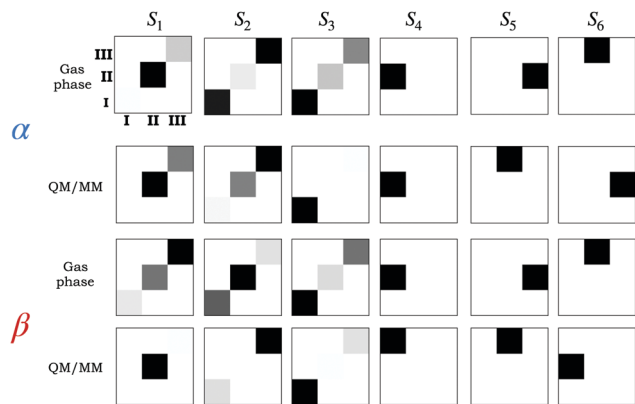 S1 S2 S3 S4 S5 S6
III
Gas
phase
II
I
I II III
α
QM/MM
Gas
phase
β
QM/MM